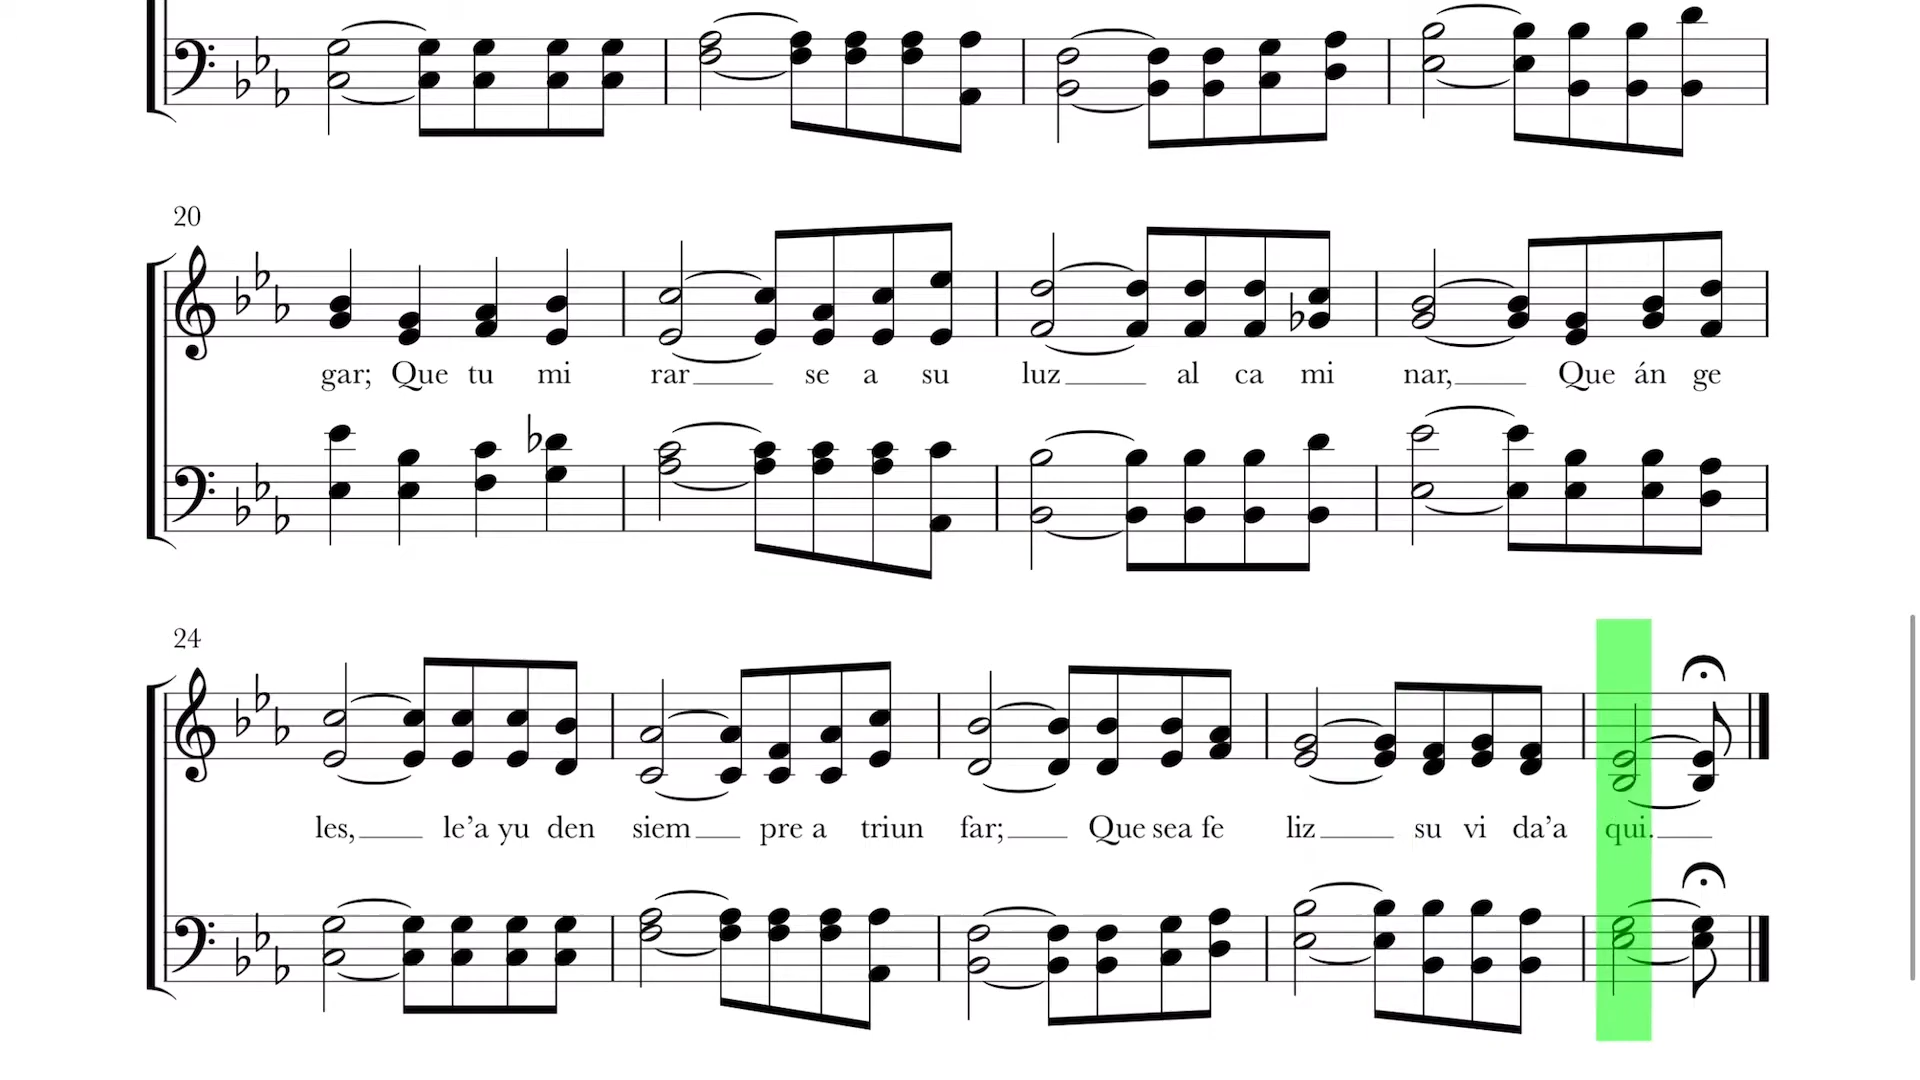 20
gar; Que tu mi rar se a su luz al ca mi nar, Que án ge
24
les, le’a yu den siem pre a triun far; Que sea fe liz su vi da’a qui.